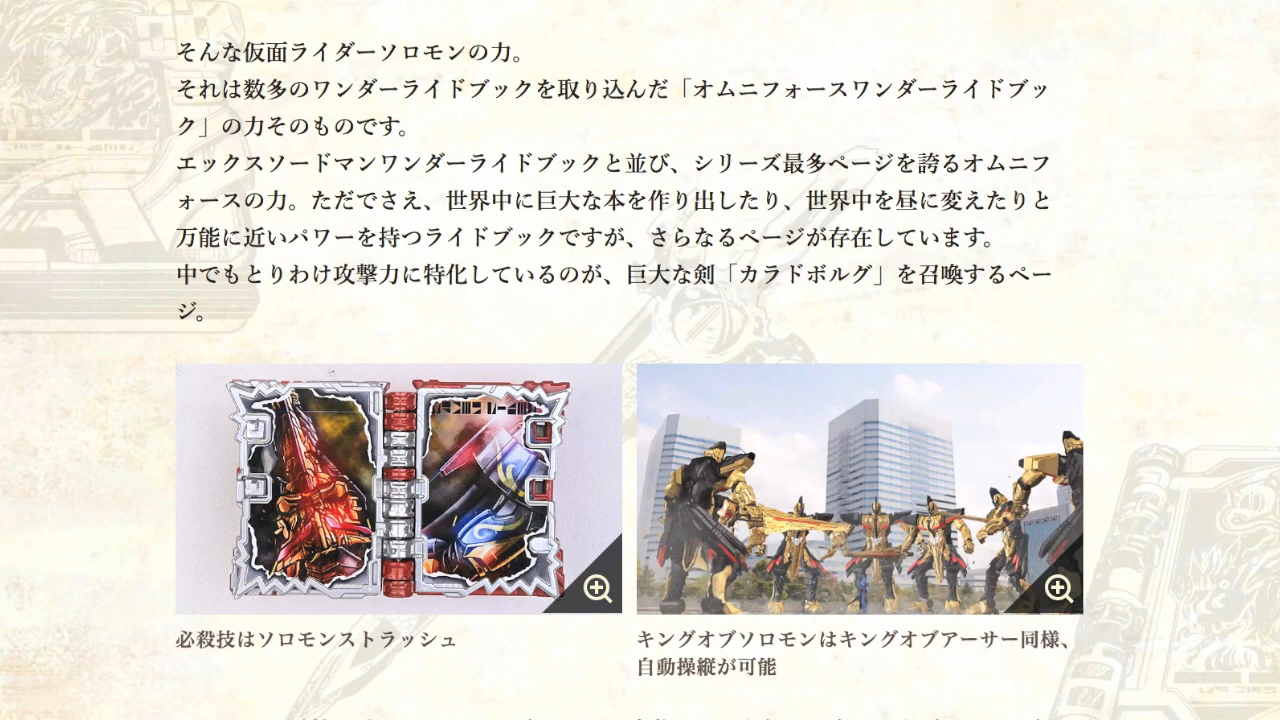 そんな仮面ライダーソロモンの力。
それは数多のワンダーライドブックを取り込んだ「オムニフォースワンダーライドブッ
ク」の力そのものです。
エックスソードマンワンダーライドブックと並び、シリーズ最多ページを誇るオムニフ
ォースの力。ただでさえ、世界中に巨大な本を作り出したり、世界中を昼に変えたりと
万能に近いパワーを持つライドブックですが、さらなるページが存在しています。
中でもとりわけ攻撃力に特化しているのが、巨大な剣「カラドボルグ」を召喚するペー
ジ。
必殺技はソロモンストラッシュ
キングオブソロモンはキングオブアーサー同様、
自動操縦が可能